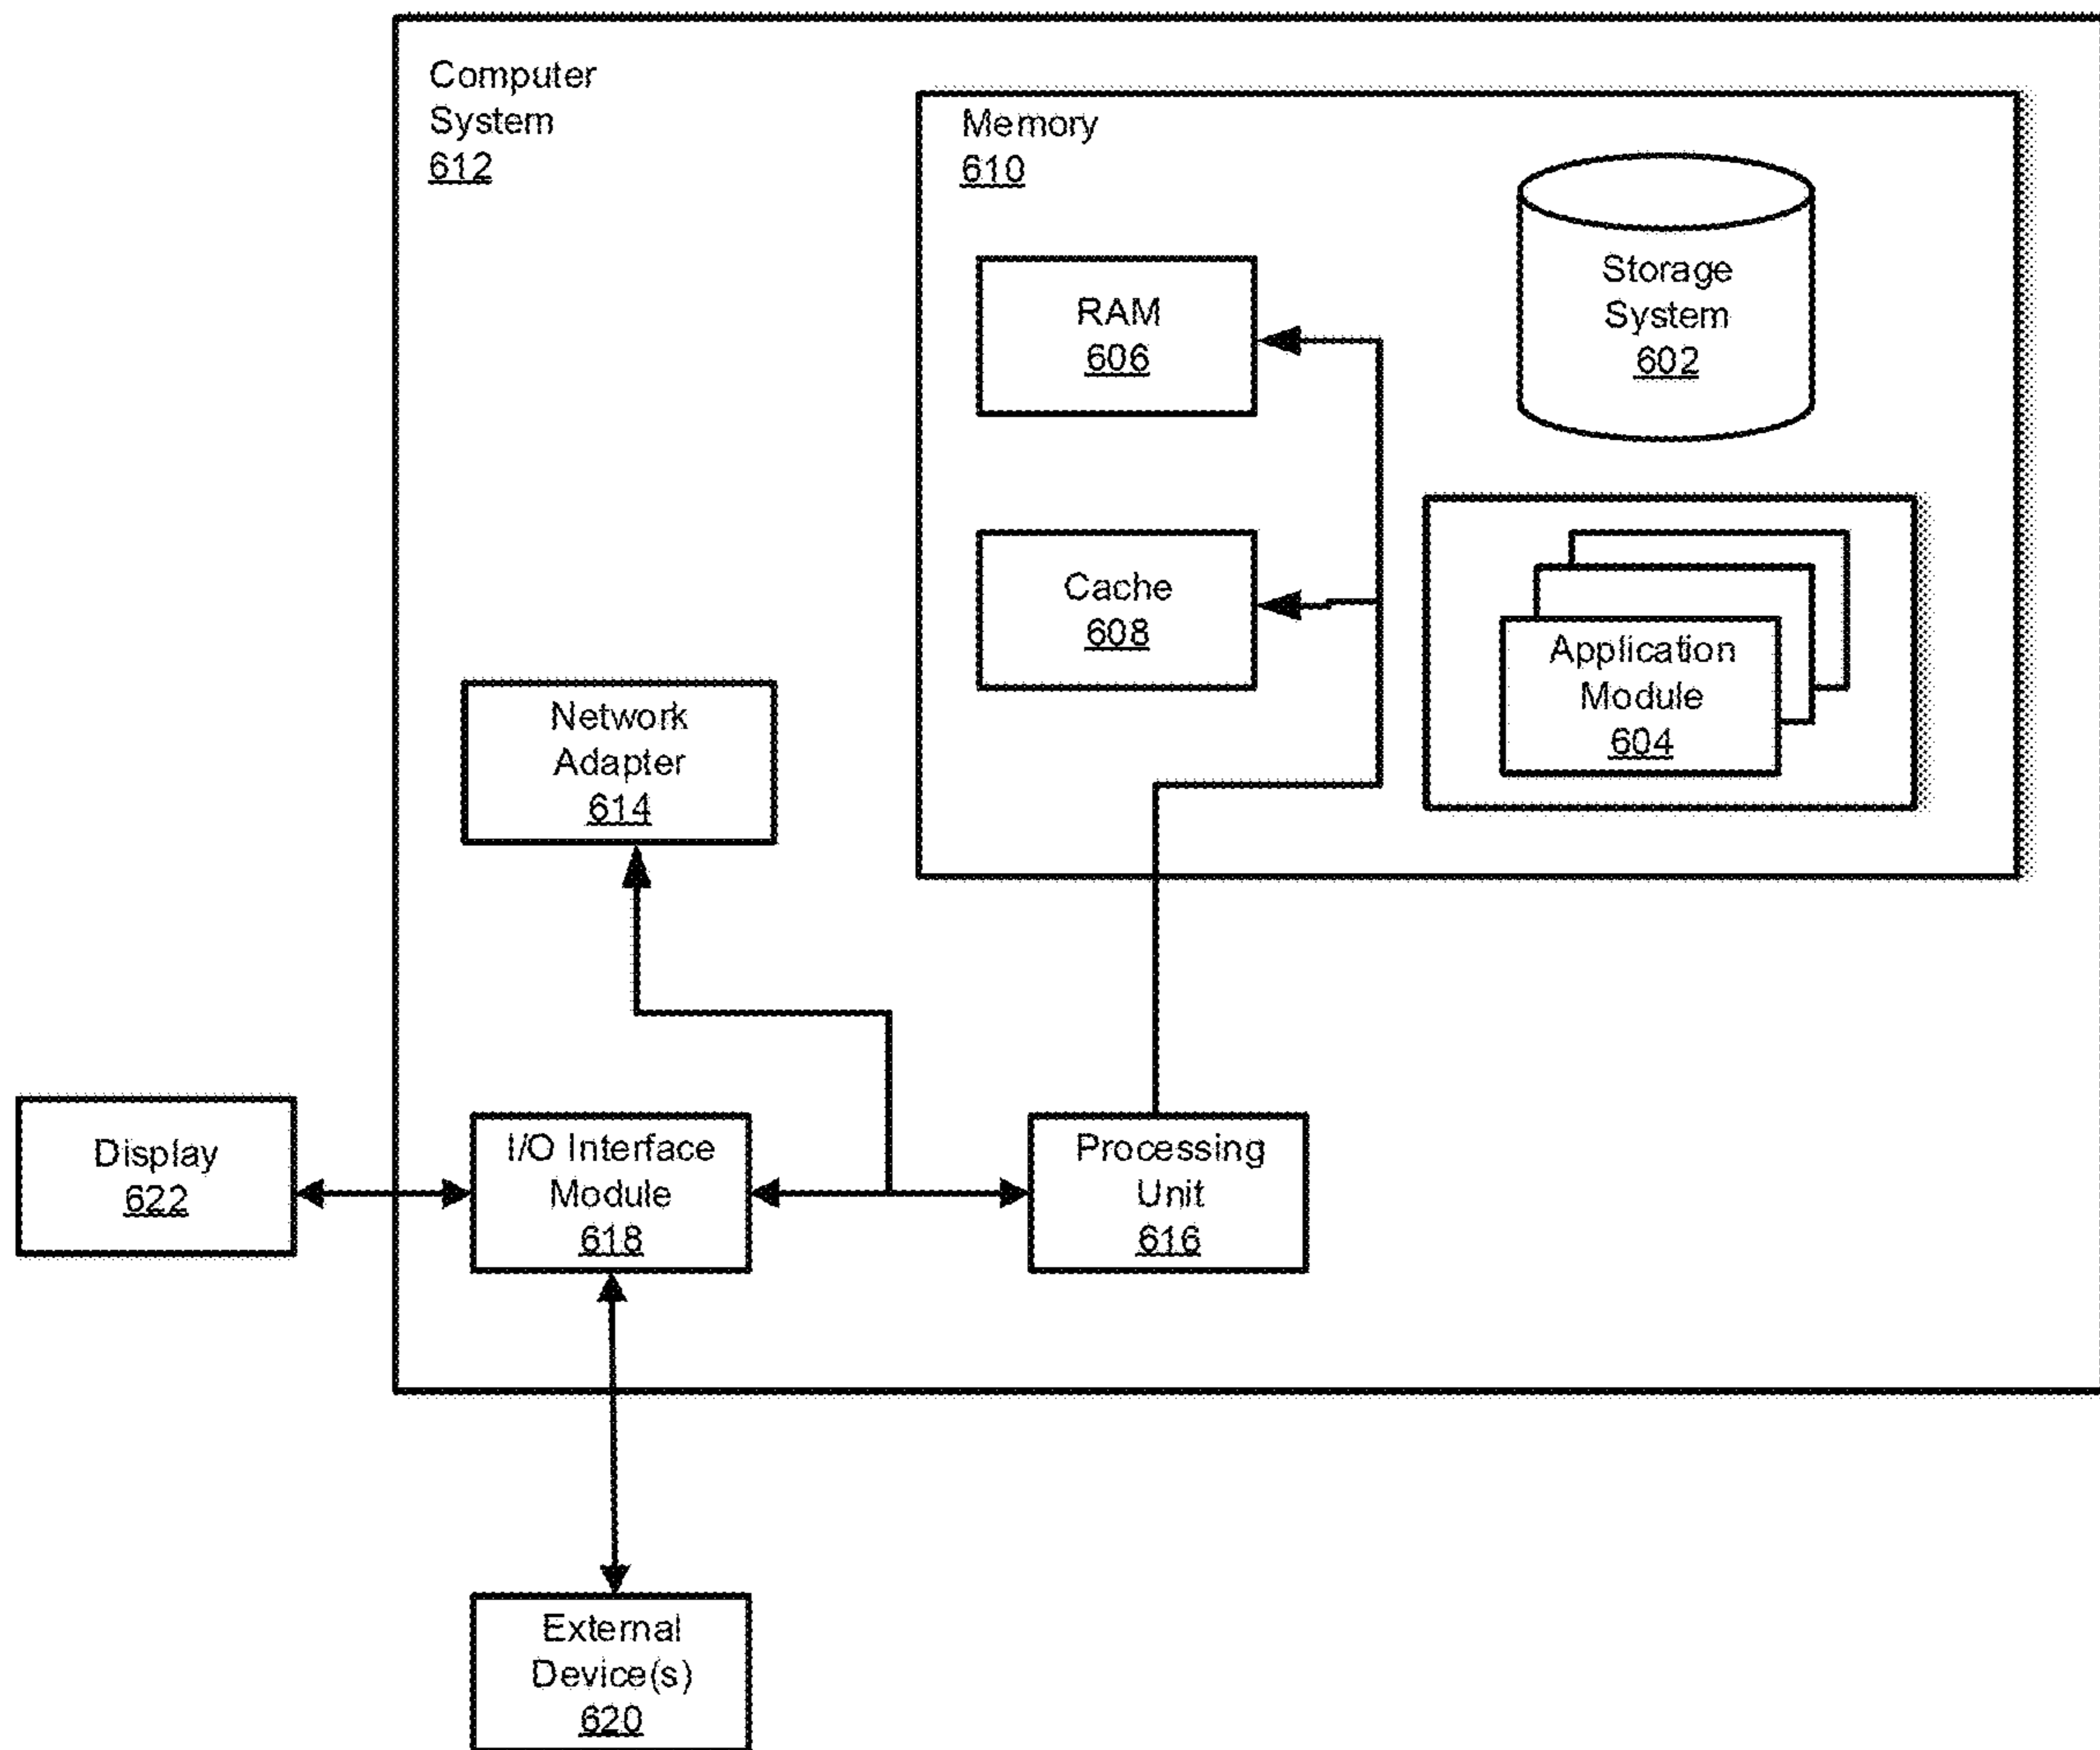 Computer
System
612
Memory
610
RAM
606
Storage
System
602
Cache
608
Application
Module
604
Network
Adapter
614
Display
622
I/O Interface
Module
618
Processing
Unit
616
External
Device(s)
620